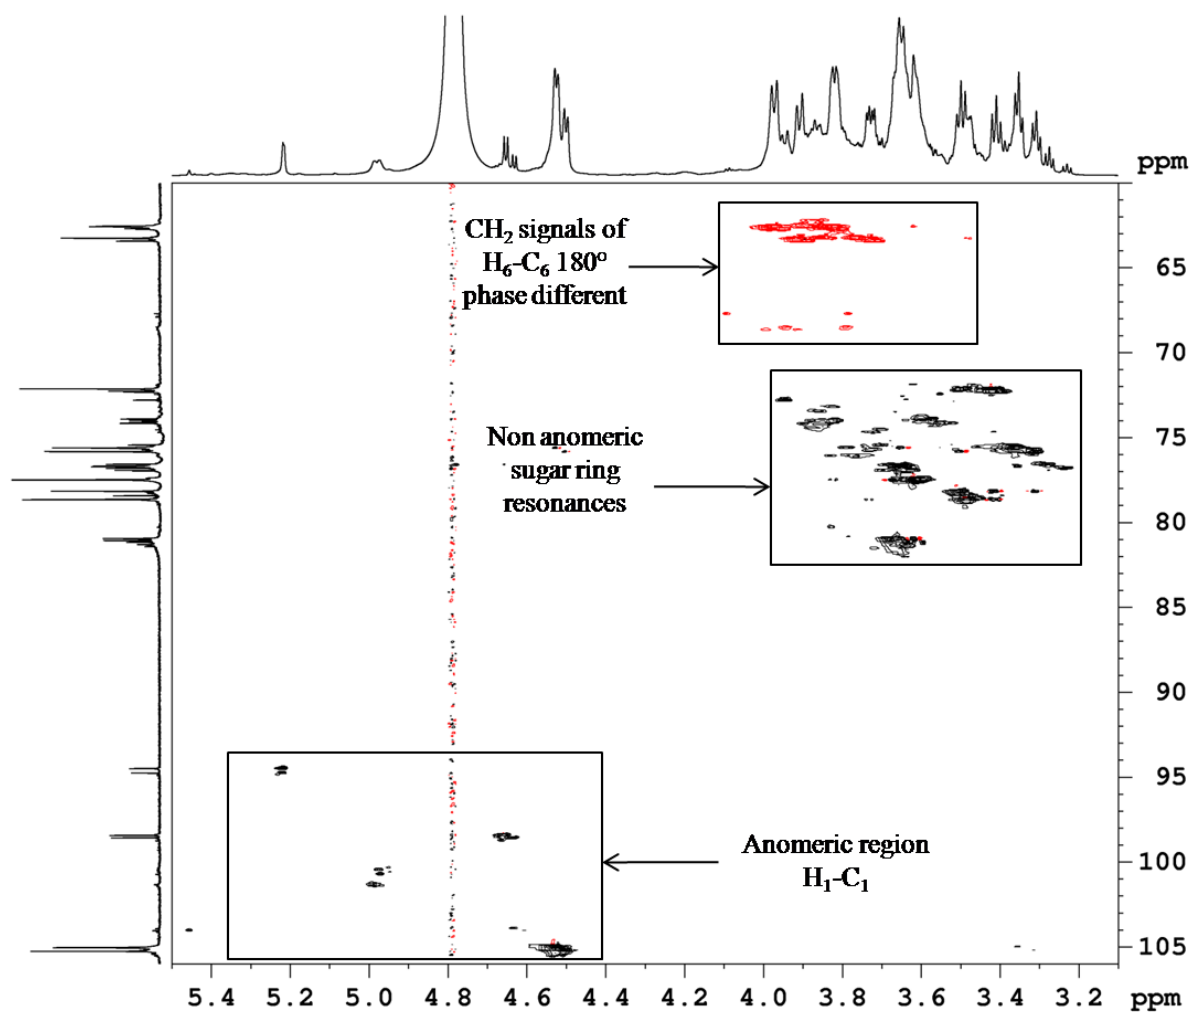 ppm
CH₂ signals of
H₆-C₆ 180°
phase different
65
70
Non anomeric
sugar ring
resonances
75
80
85
90
95
Anomeric region
H₁-C₁
100
105
5.4 5.2 5.0 4.8 4.6 4.4 4.2 4.0 3.8 3.6 3.4 3.2 ppm